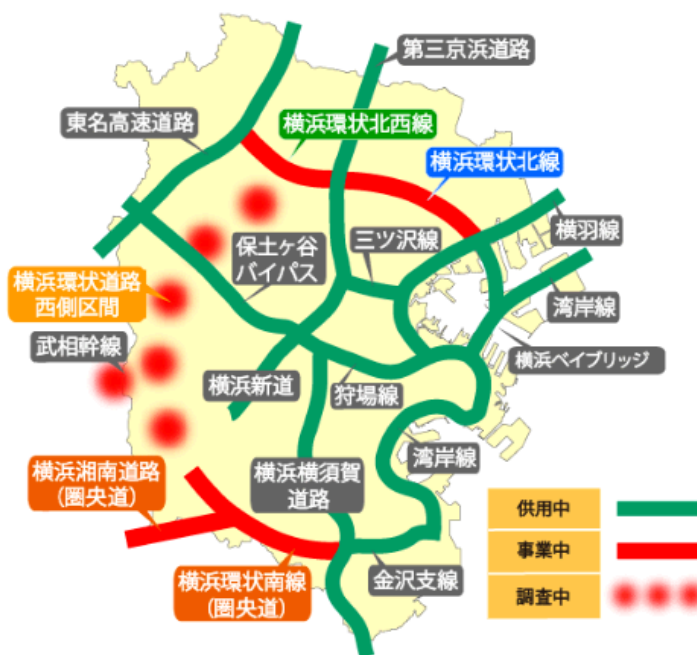 第三京浜道路
東名高速道路
横浜環状北西線
横浜環状北線
横羽線
三ツ沢線
保土ヶ谷
バイパス
横浜環状道路
西側区間
湾岸線
武相幹線
横浜ベイブリッジ
横浜新道
狩場線
湾岸線
横浜湘南道路
(圏央道)
横浜横須賀
道路
横浜環状南線
(圏央道)
金沢支線
供用中
事業中
調査中